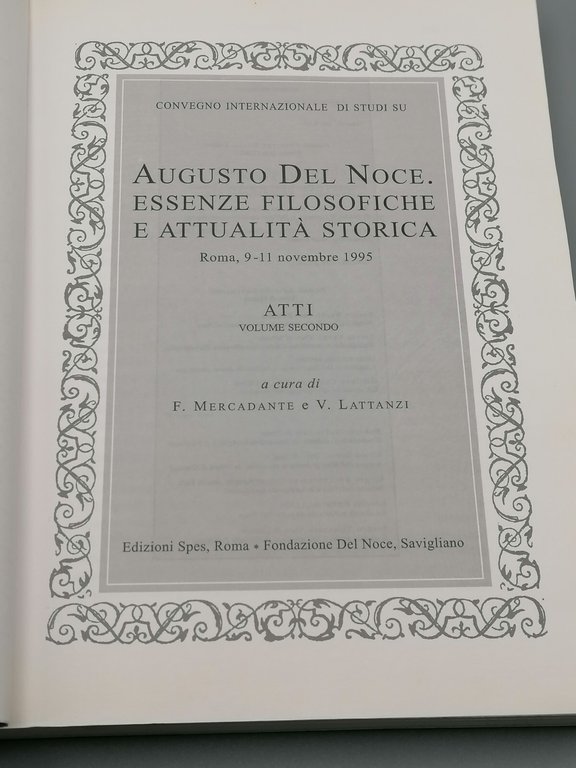 CONVEGNO INTERNAZIONALE DI STUDI SU
AUGUSTO DEL NOCE.
ESSENZE FILOSOFICHE
E ATTUALITÀ STORICA
Roma, 9-11 novembre 1995
ATTI
VOLUME SECONDO
a cura di
F. MERCADANTE e V. LATTANZI
Edizioni Spes, Roma * Fondazione Del Noce, Savigliano